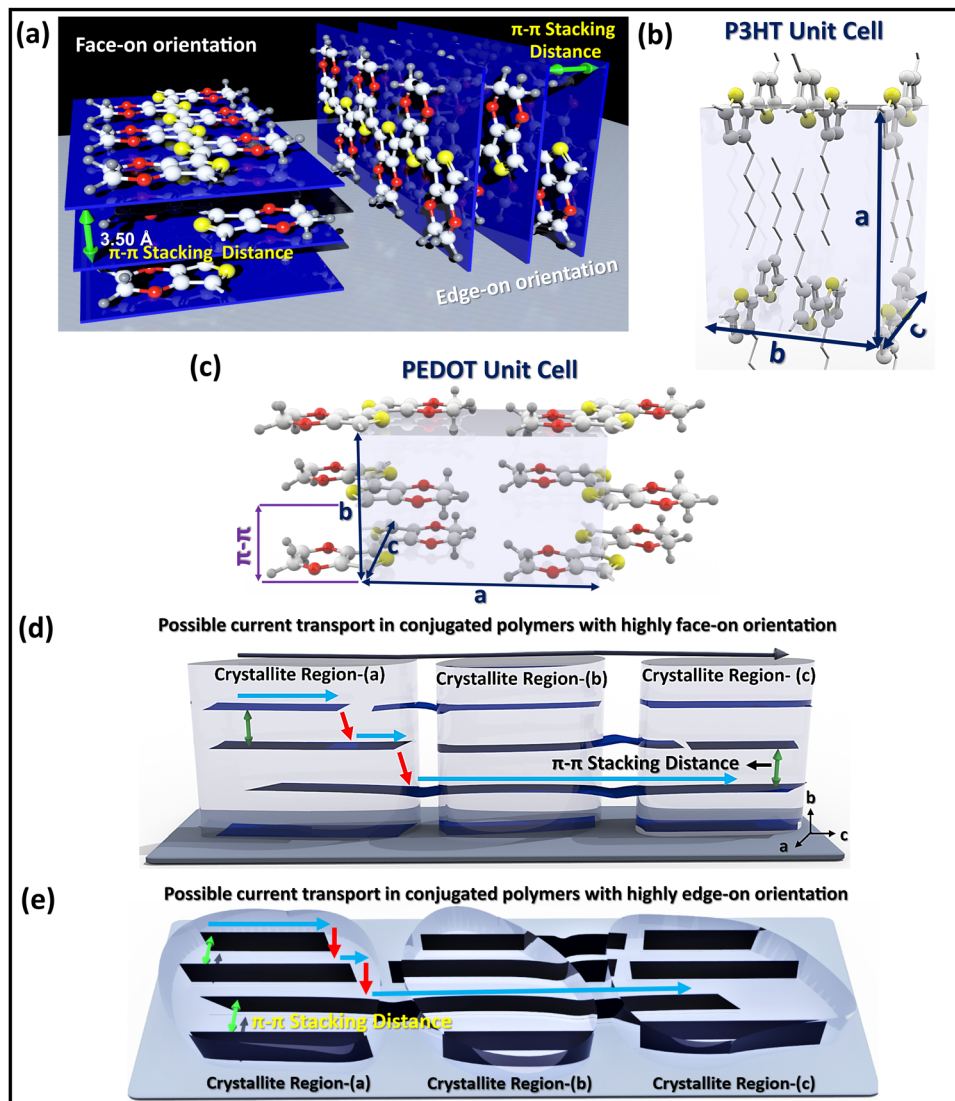 (a)
Face-on orientation
π-π Stacking
Distance
3.50 Å
π-π Stacking Distance
Edge-on orientation
(b)
P3HT Unit Cell
a
b
c
(c)
PEDOT Unit Cell
b
c
π-π
a
(d)
Possible current transport in conjugated polymers with highly face-on orientation
Crystallite Region-(a)
Crystallite Region-(b)
Crystallite Region- (c)
π-π Stacking
Distance
b
c
a
(e)
Possible current transport in conjugated polymers with highly edge-on orientation
π-π Stacking Distance
Crystallite Region-(a)
Crystallite Region-(b)
Crystallite Region-(c)